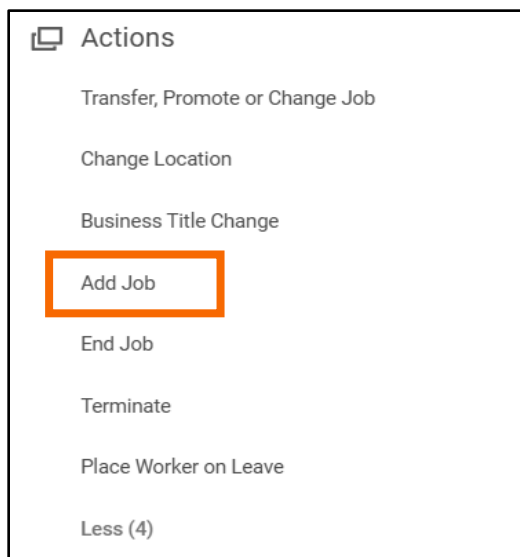 Actions
Transfer, Promote or Change Job
Change Location
Business Title Change
Add Job
End Job
Terminate
Place Worker on Leave
Less (4)